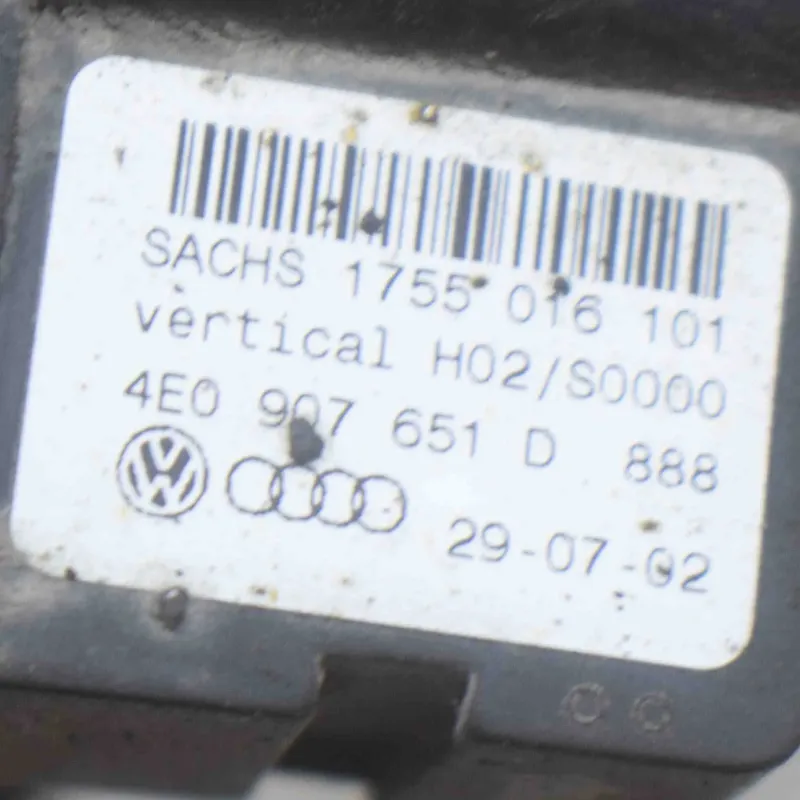 SACHS 1755 016 101
vertical H02/S0000
4E0 907 651 D 888
29-07-02